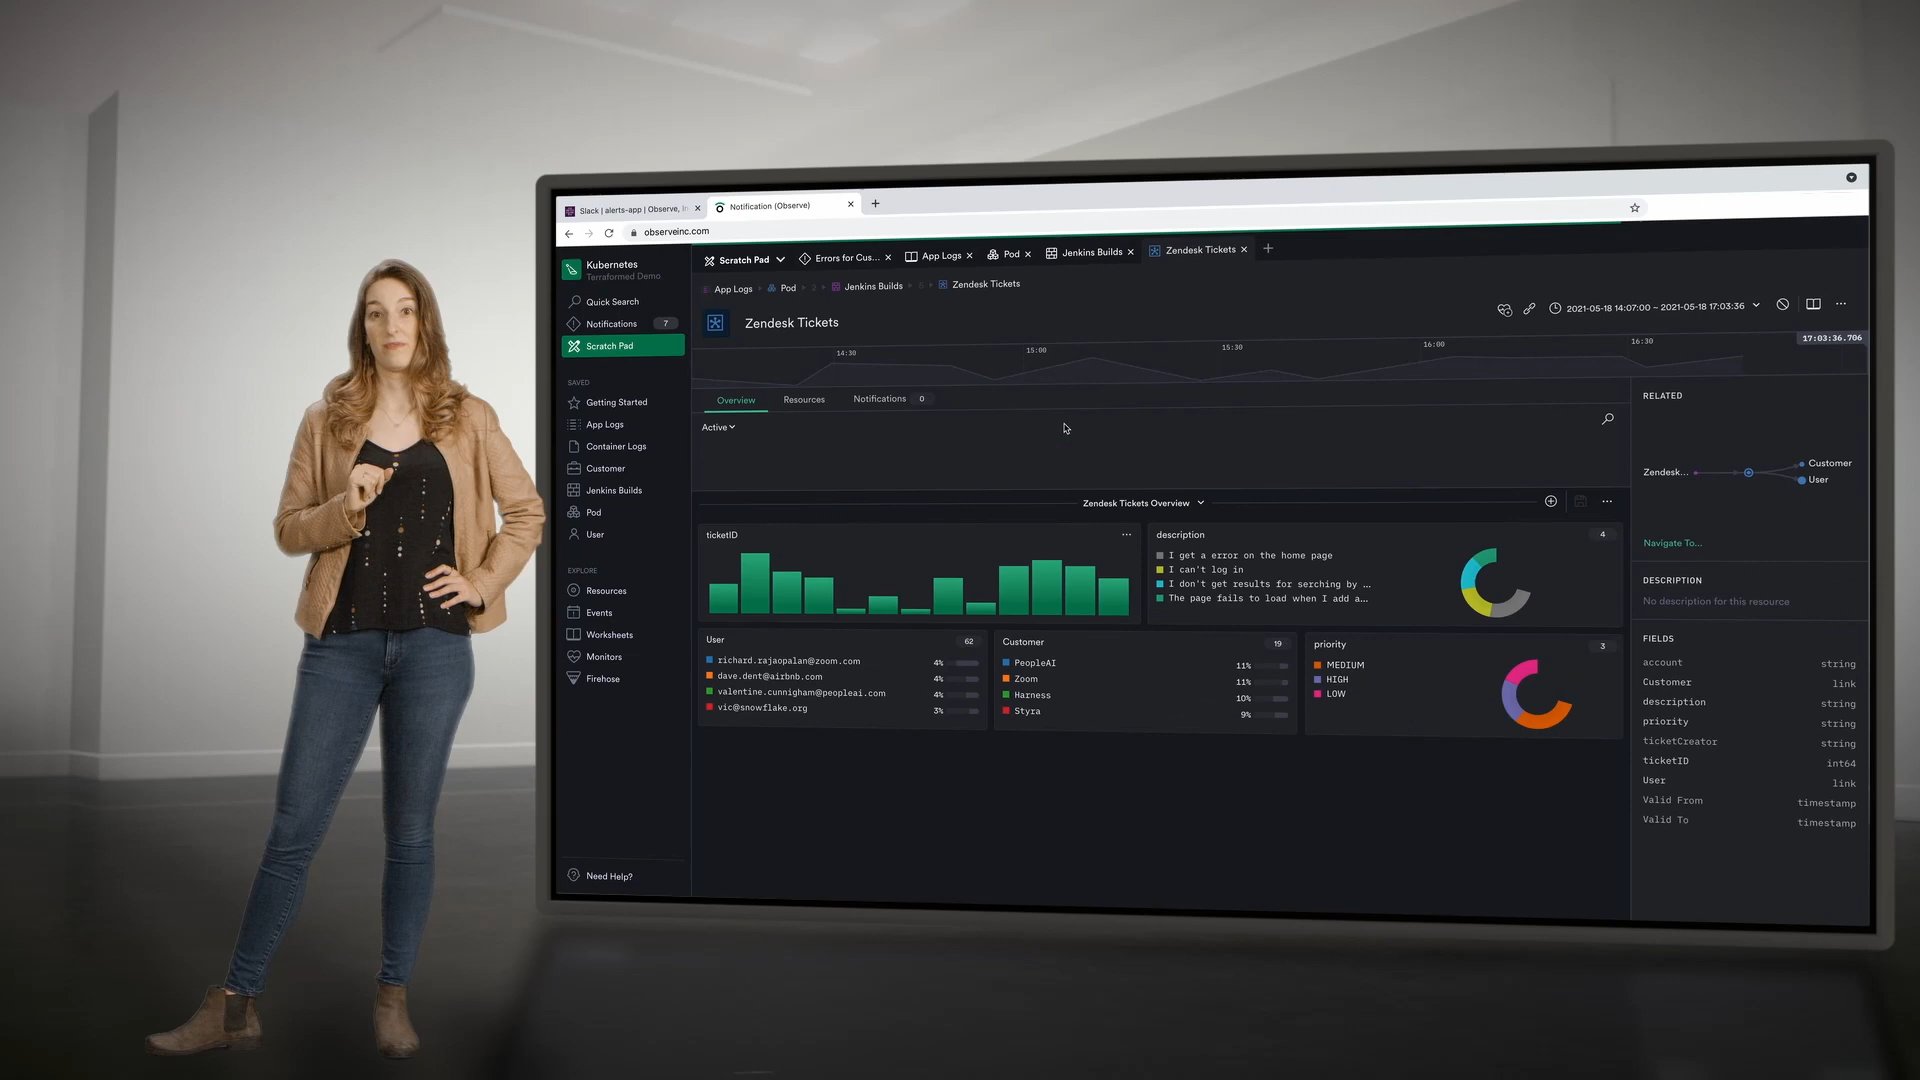 Slack | alerts-app | Observe, In
Notification (Observe)
observeinc.com
Kubernetes
Terraformed Demo
Quick Search
Notifications 7
Scratch Pad
SAVED
Getting Started
App Logs
Container Logs
Customer
Jenkins Builds
Pod
User
EXPLORE
Resources
Events
Worksheets
Monitors
Firehose
Need Help?
Scratch Pad
Errors for Cus...
App Logs
Pod
Jenkins Builds
Zendesk Tickets
App Logs Pod 2 Jenkins Builds 5 Zendesk Tickets
Zendesk Tickets
2021-05-18 14:07:00 ~ 2021-05-18 17:03:36
14:30 15:00 15:30 16:00 16:30 17:03:36.706
Overview Resources Notifications 0
Active
Zendesk Tickets Overview
ticketID
description 4
I get a error on the home page
I can't log in
I don't get results for serching by ...
The page fails to load when I add a...
User 62
richard.rajaopalan@zoom.com 4%
dave.dent@airbnb.com 4%
valentine.cunnigham@peopleai.com 4%
vic@snowflake.org 3%
Customer 19
PeopleAI 11%
Zoom 11%
Harness 10%
Styra 9%
priority 3
MEDIUM
HIGH
LOW
RELATED
Zendesk...
Customer
User
Navigate To...
DESCRIPTION
No description for this resource
FIELDS
account string
Customer link
description string
priority string
ticketCreator string
ticketID int64
User link
Valid From timestamp
Valid To timestamp